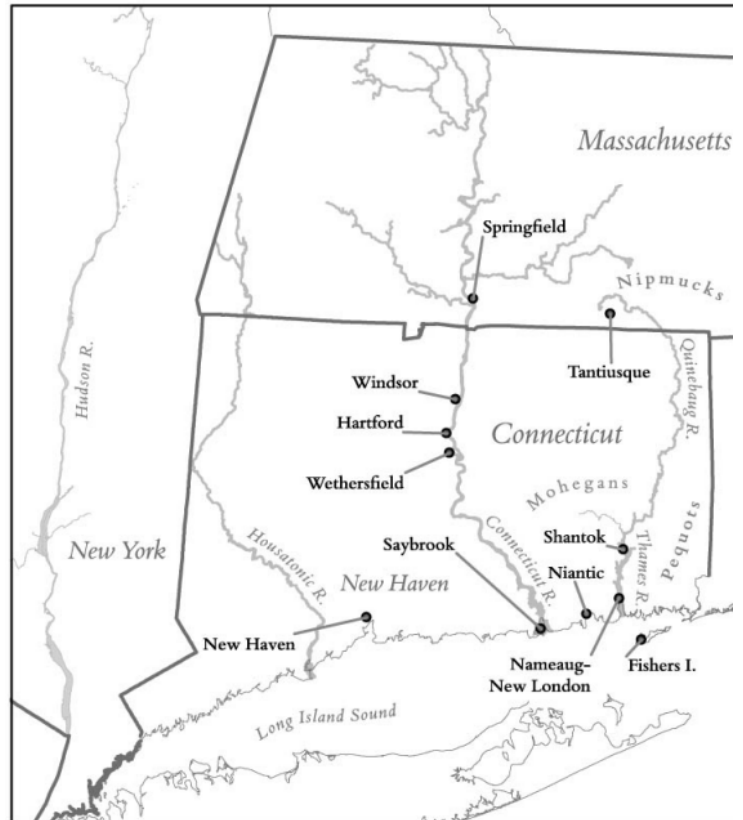 Massachusetts
Springfield
Nipmucks
Tantiusque
Quinebaug R.
Hudson R.
Windsor
Hartford
Connecticut
Wethersfield
Mohegans
Pequots
Saybrook
Connecticut R.
Shantok
Thames R.
New York
Housatonic R.
New Haven
Niantic
New Haven
Nameaug-
New London
Fishers I.
Long Island Sound